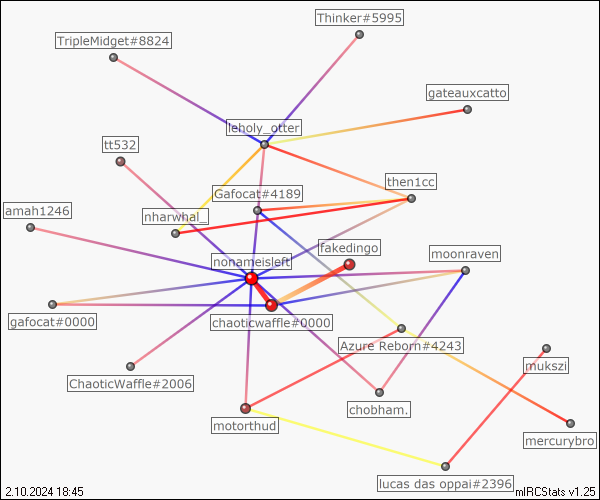 Thinker#5995
TripleMidget#8824
gateauxcatto
leholy_otter
tt532
then1cc
Gafocat#4189
amah1246
nharwhal_
fakedingo
moonraven
nonameisleft
gafocat#0000
chaoticwaffle#0000
Azure Reborn#4243
mukszi
ChaoticWaffle#2006
chobham.
motorthud
mercurybro
lucas das oppai#2396
2.10.2024 18:45
mIRCStats v1.25